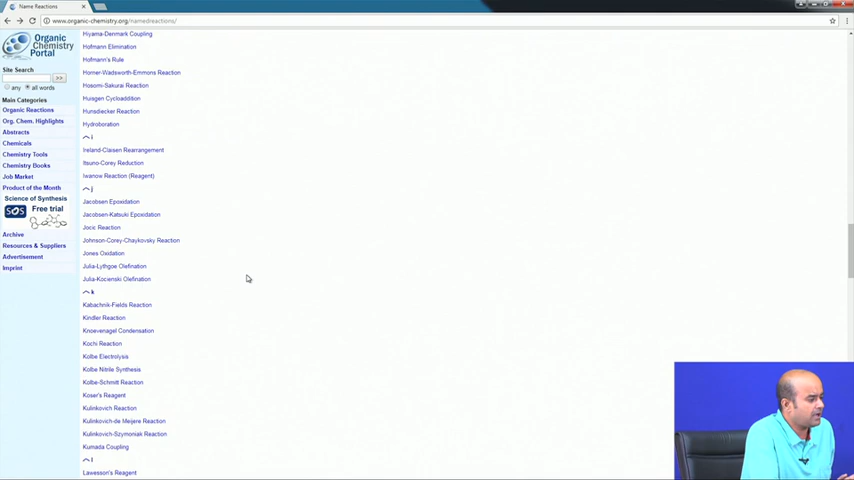 Name Reactions
www.organic-chemistry.org/namedreactions/
Organic
Chemistry
Portal
Site Search
>>
any all words
Main Categories
Organic Reactions
Org. Chem. Highlights
Abstracts
Chemicals
Chemistry Tools
Chemistry Books
Job Market
Product of the Month
Science of Synthesis
SOS Free trial
Archive
Resources & Suppliers
Advertisement
Imprint
Hiyama-Denmark Coupling
Hofmann Elimination
Hofmann's Rule
Horner-Wadsworth-Emmons Reaction
Hosomi-Sakurai Reaction
Huisgen Cycloaddition
Hunsdiecker Reaction
Hydroboration
i
Ireland-Claisen Rearrangement
Itsuno-Corey Reduction
Iwanow Reaction (Reagent)
j
Jacobsen Epoxidation
Jacobsen-Katsuki Epoxidation
Jocic Reaction
Johnson-Corey-Chaykovsky Reaction
Jones Oxidation
Julia-Lythgoe Olefination
Julia-Kocienski Olefination
k
Kabachnik-Fields Reaction
Kindler Reaction
Knoevenagel Condensation
Kochi Reaction
Kolbe Electrolysis
Kolbe Nitrile Synthesis
Kolbe-Schmitt Reaction
Koser's Reagent
Kulinkovich Reaction
Kulinkovich-de Meijere Reaction
Kulinkovich-Szymoniak Reaction
Kumada Coupling
l
Lawesson's Reagent